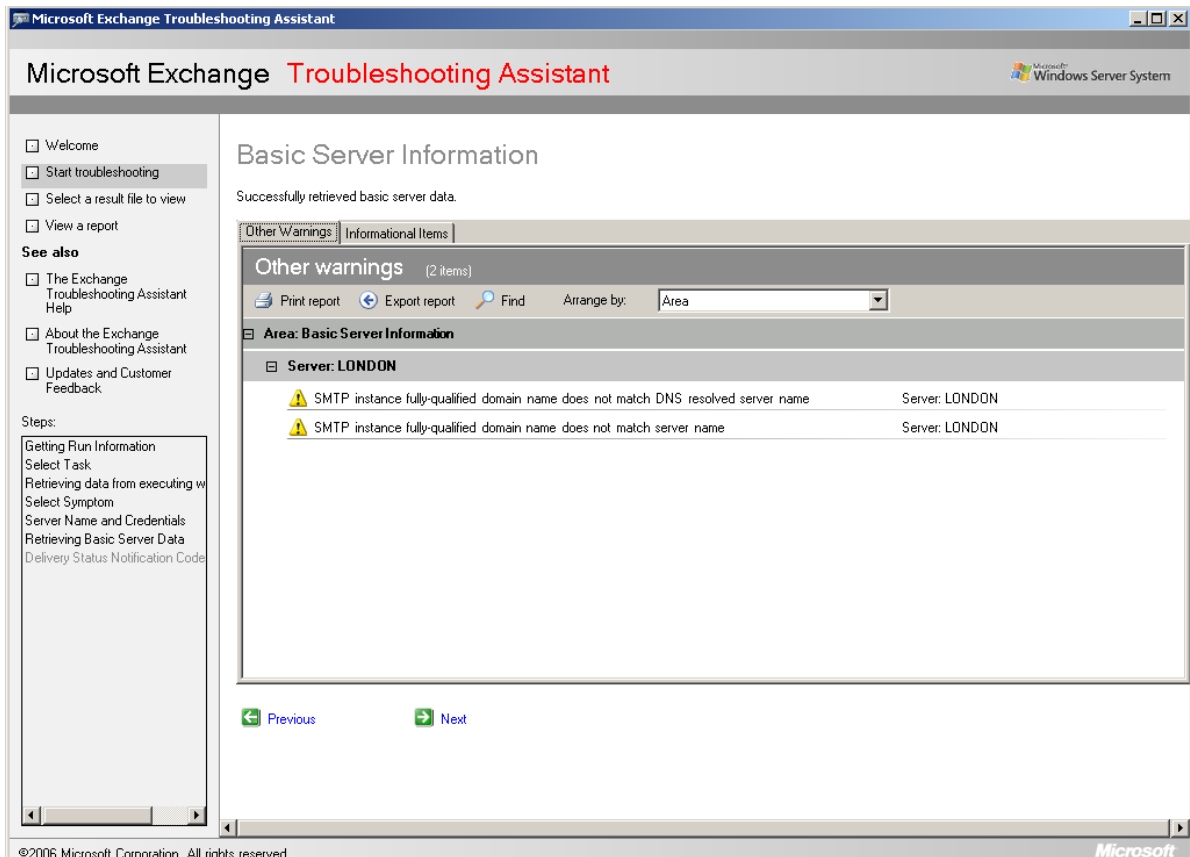 Microsoft Exchange Troubleshooting Assistant
Microsoft Exchange Troubleshooting Assistant
Microsoft
Windows Server System
Welcome
Start troubleshooting
Select a result file to view
View a report
See also
The Exchange
Troubleshooting Assistant
Help
About the Exchange
Troubleshooting Assistant
Updates and Customer
Feedback
Steps:
Getting Run Information
Select Task
Retrieving data from executing w
Select Symptom
Server Name and Credentials
Retrieving Basic Server Data
Delivery Status Notification Code
Basic Server Information
Successfully retrieved basic server data.
Other Warnings Informational Items
Other warnings (2 items)
Print report Export report Find Arrange by: Area
Area: Basic Server Information
Server: LONDON
SMTP instance fully-qualified domain name does not match DNS resolved server name Server: LONDON
SMTP instance fully-qualified domain name does not match server name Server: LONDON
Previous Next
©2006 Microsoft Corporation. All rights reserved
Microsoft